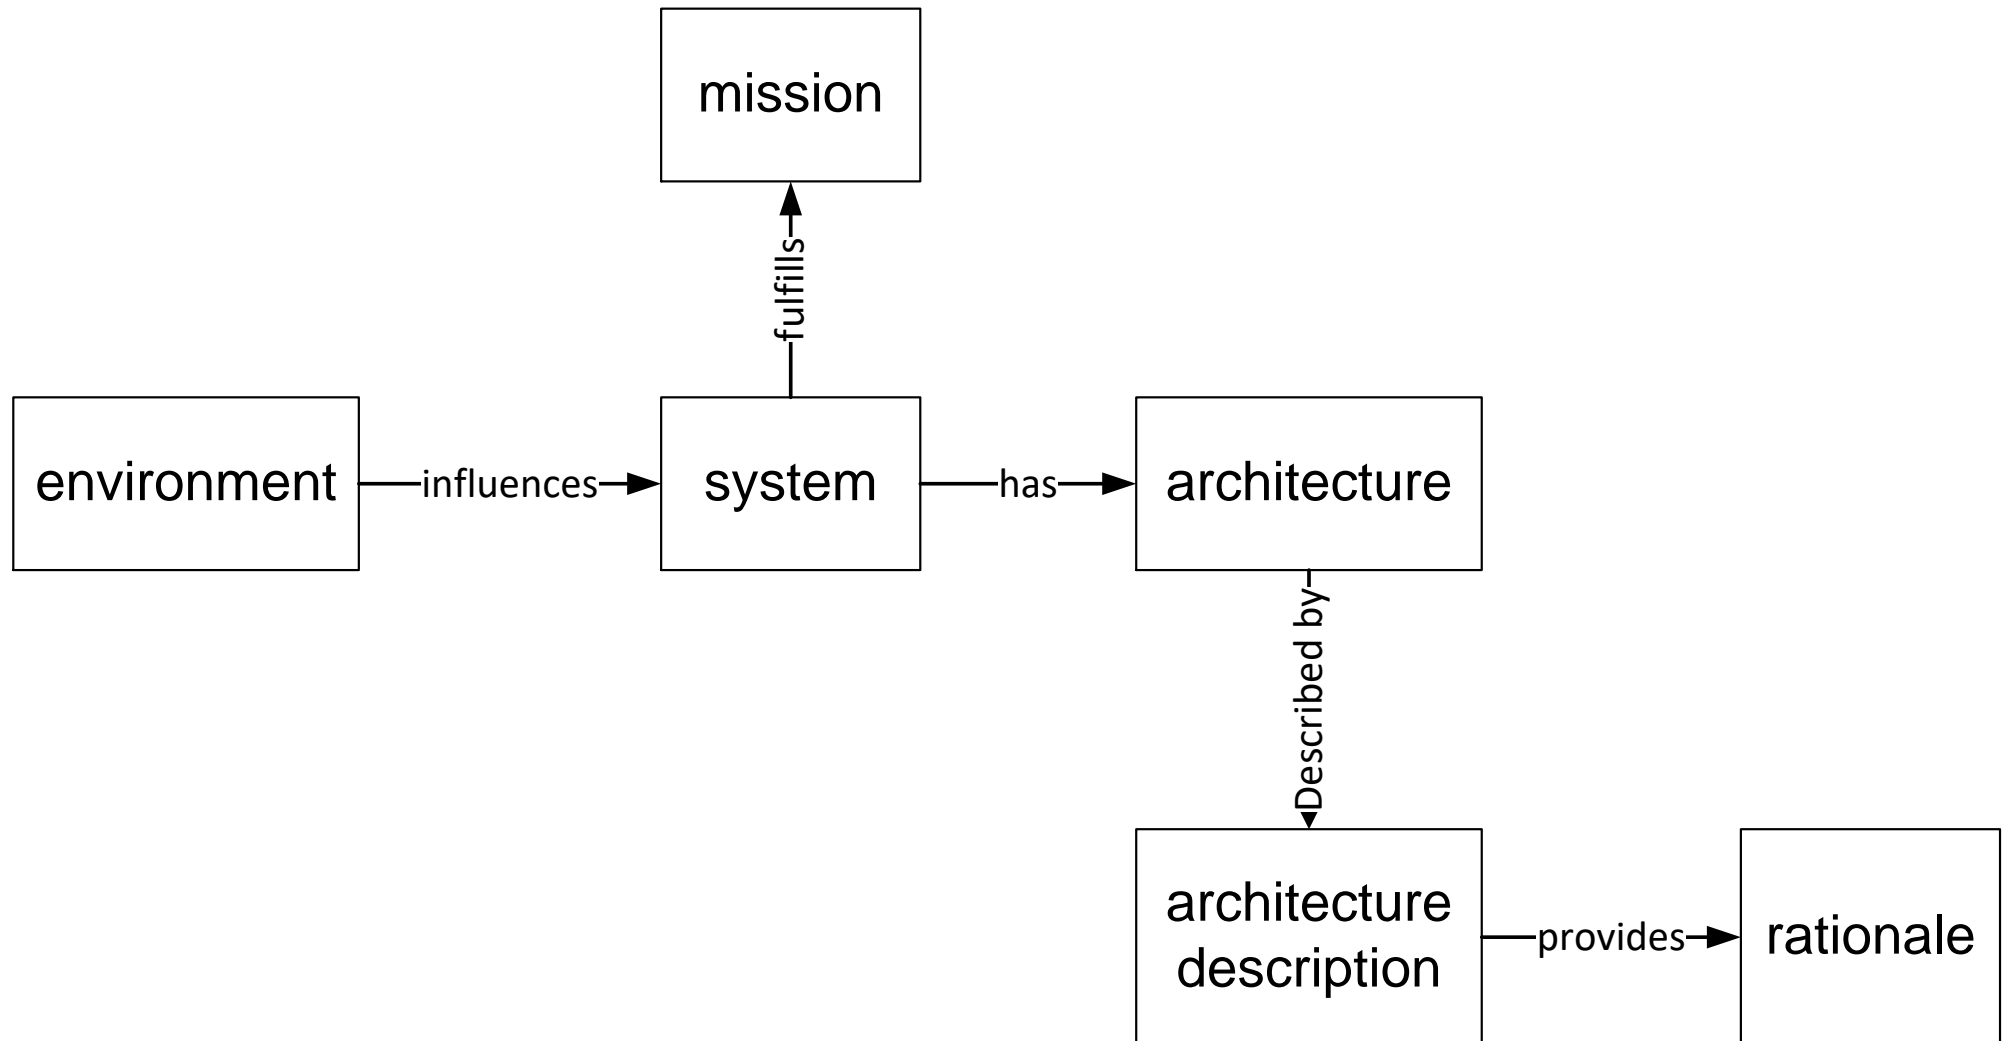 mission
fulfills
environment
influences
system
has
architecture
Described by
architecture
description
provides
rationale